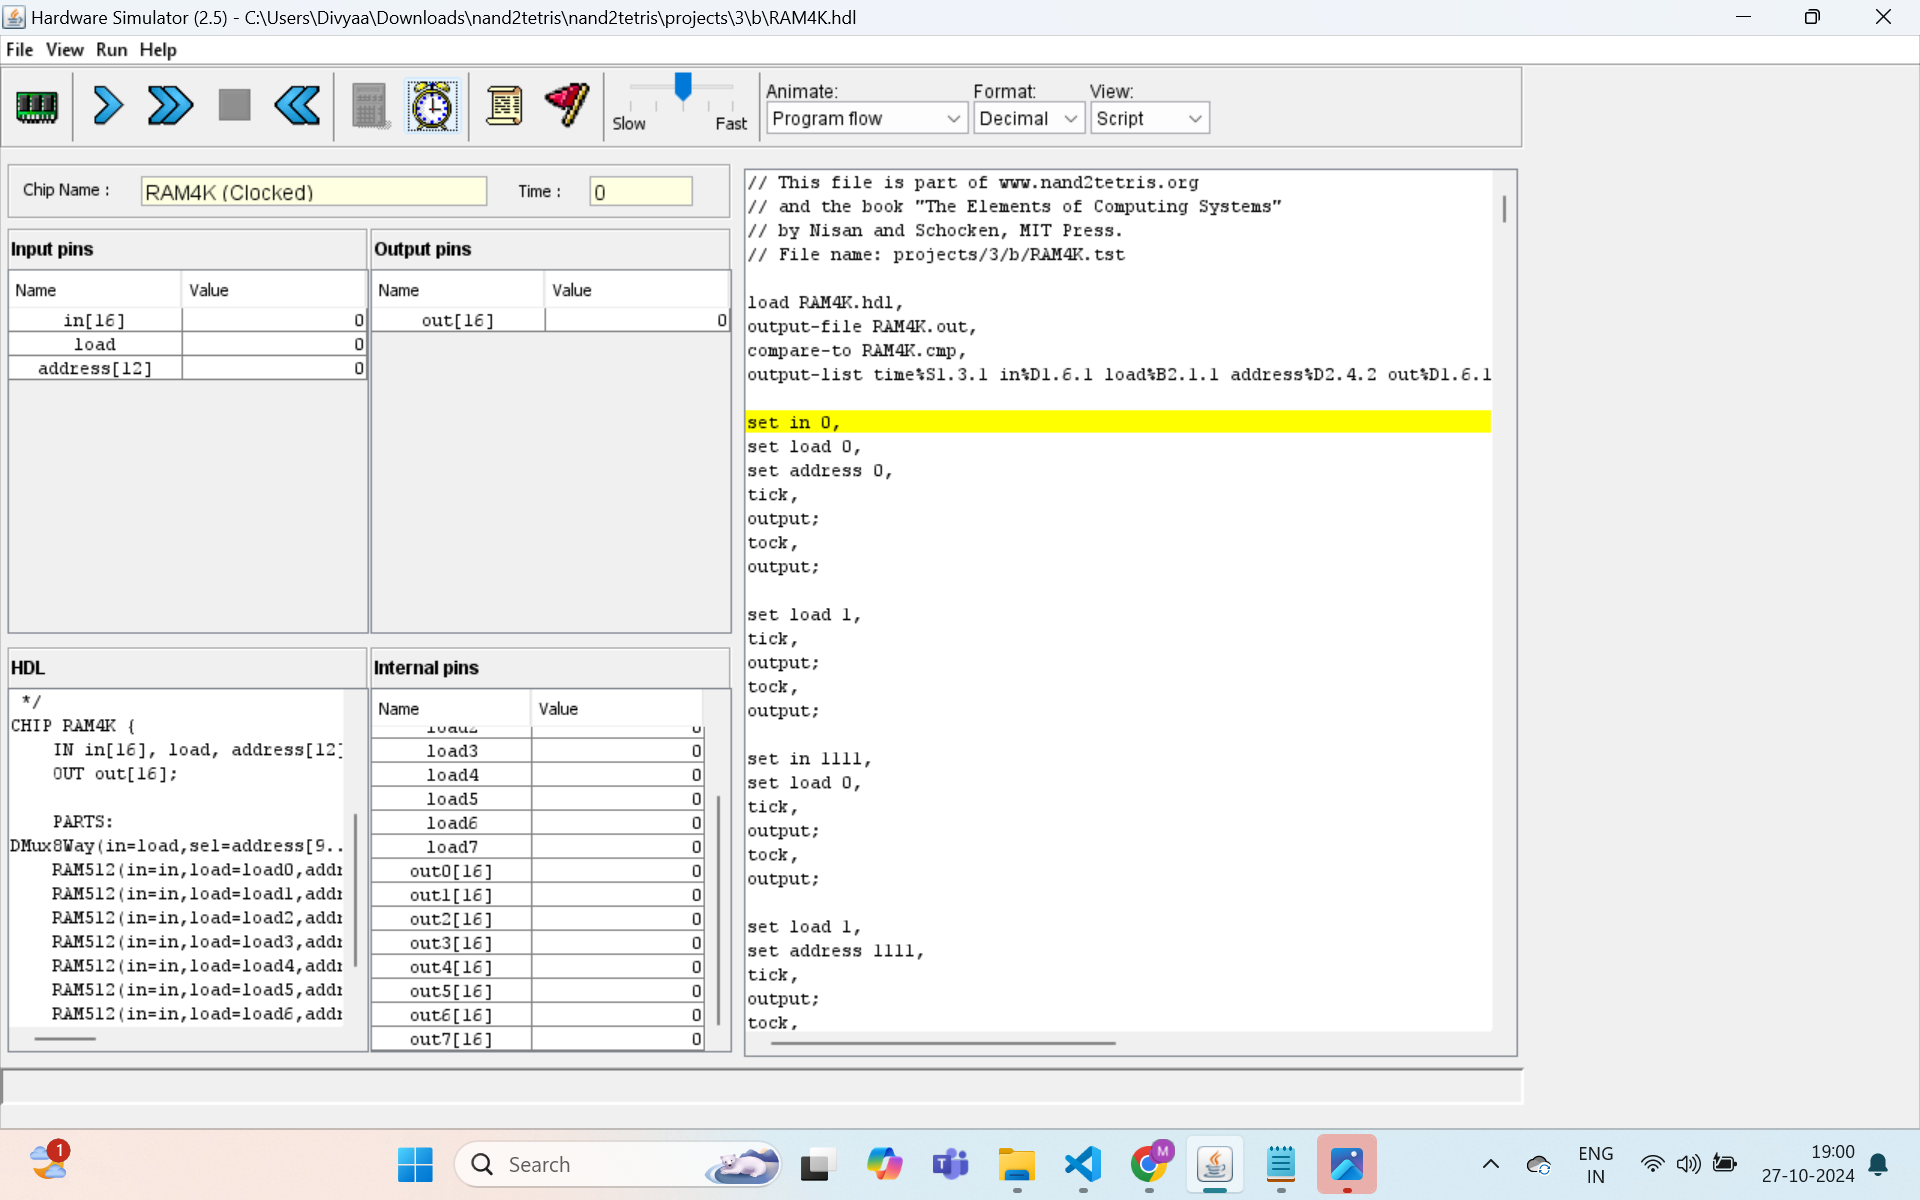 Hardware Simulator (2.5) - C:\Users\Divyaa\Downloads\nand2tetris\nand2tetris\projects\3\b\RAM4K.hdl
File View Run Help
Animate: Format: View:
Slow Fast Program flow Decimal Script
Chip Name : RAM4K (Clocked) Time : 0
Input pins
Name Value
in[16] 0
load 0
address[12] 0
Output pins
Name Value
out[16] 0
HDL
*/
CHIP RAM4K {
IN in[16], load, address[12]
OUT out[16];
PARTS:
DMux8Way(in=load,sel=address[9..
RAM512(in=in,load=load0,addr
RAM512(in=in,load=load1,addr
RAM512(in=in,load=load2,addr
RAM512(in=in,load=load3,addr
RAM512(in=in,load=load4,addr
RAM512(in=in,load=load5,addr
RAM512(in=in,load=load6,addr
Internal pins
Name Value
load2 0
load3 0
load4 0
load5 0
load6 0
load7 0
out0[16] 0
out1[16] 0
out2[16] 0
out3[16] 0
out4[16] 0
out5[16] 0
out6[16] 0
out7[16] 0
// This file is part of www.nand2tetris.org
// and the book "The Elements of Computing Systems"
// by Nisan and Schocken, MIT Press.
// File name: projects/3/b/RAM4K.tst
load RAM4K.hdl,
output-file RAM4K.out,
compare-to RAM4K.cmp,
output-list time%S1.3.1 in%D1.6.1 load%B2.1.1 address%D2.4.2 out%D1.6.1
set in 0,
set load 0,
set address 0,
tick,
output;
tock,
output;
set load 1,
tick,
output;
tock,
output;
set in 1111,
set load 0,
tick,
output;
tock,
output;
set load 1,
set address 1111,
tick,
output;
tock,
1
Search
M
ENG
IN
19:00
27-10-2024